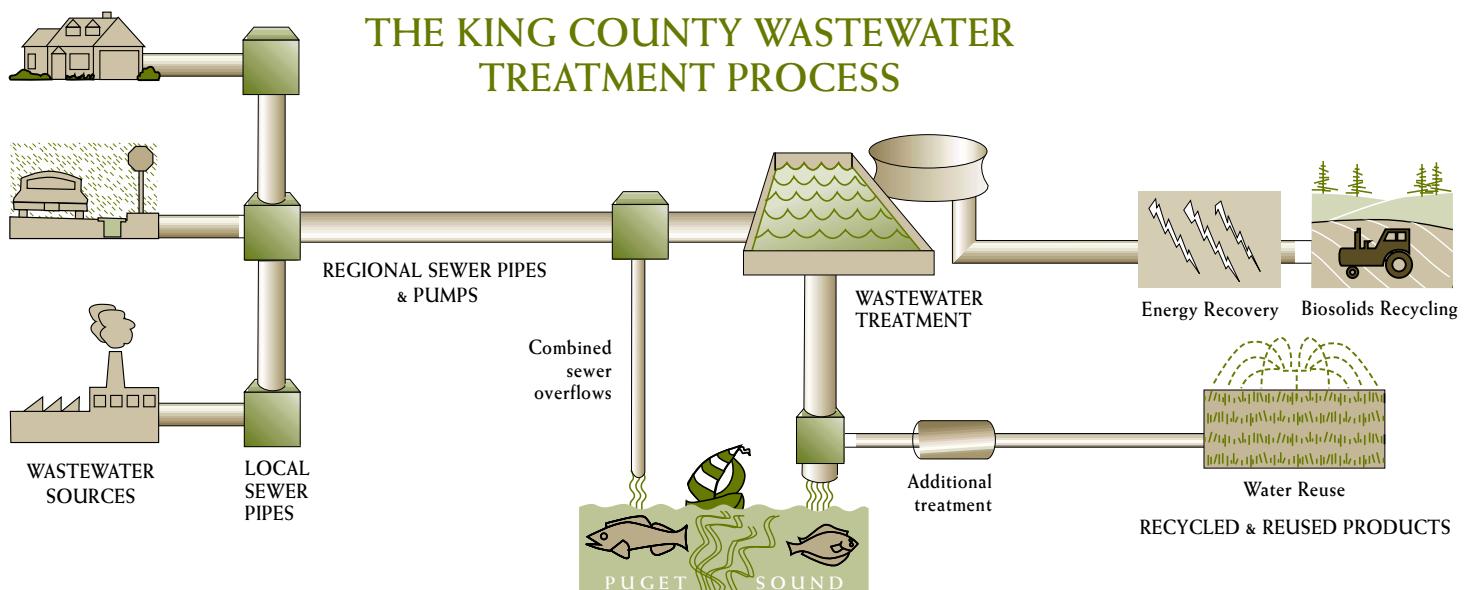 THE KING COUNTY WASTEWATER
TREATMENT PROCESS
REGIONAL SEWER PIPES
& PUMPS
WASTEWATER
TREATMENT
Energy Recovery
Biosolids Recycling
Combined
sewer
overflows
WASTEWATER
SOURCES
LOCAL
SEWER
PIPES
Additional
treatment
Water Reuse
RECYCLED & REUSED PRODUCTS
PUGET SOUND